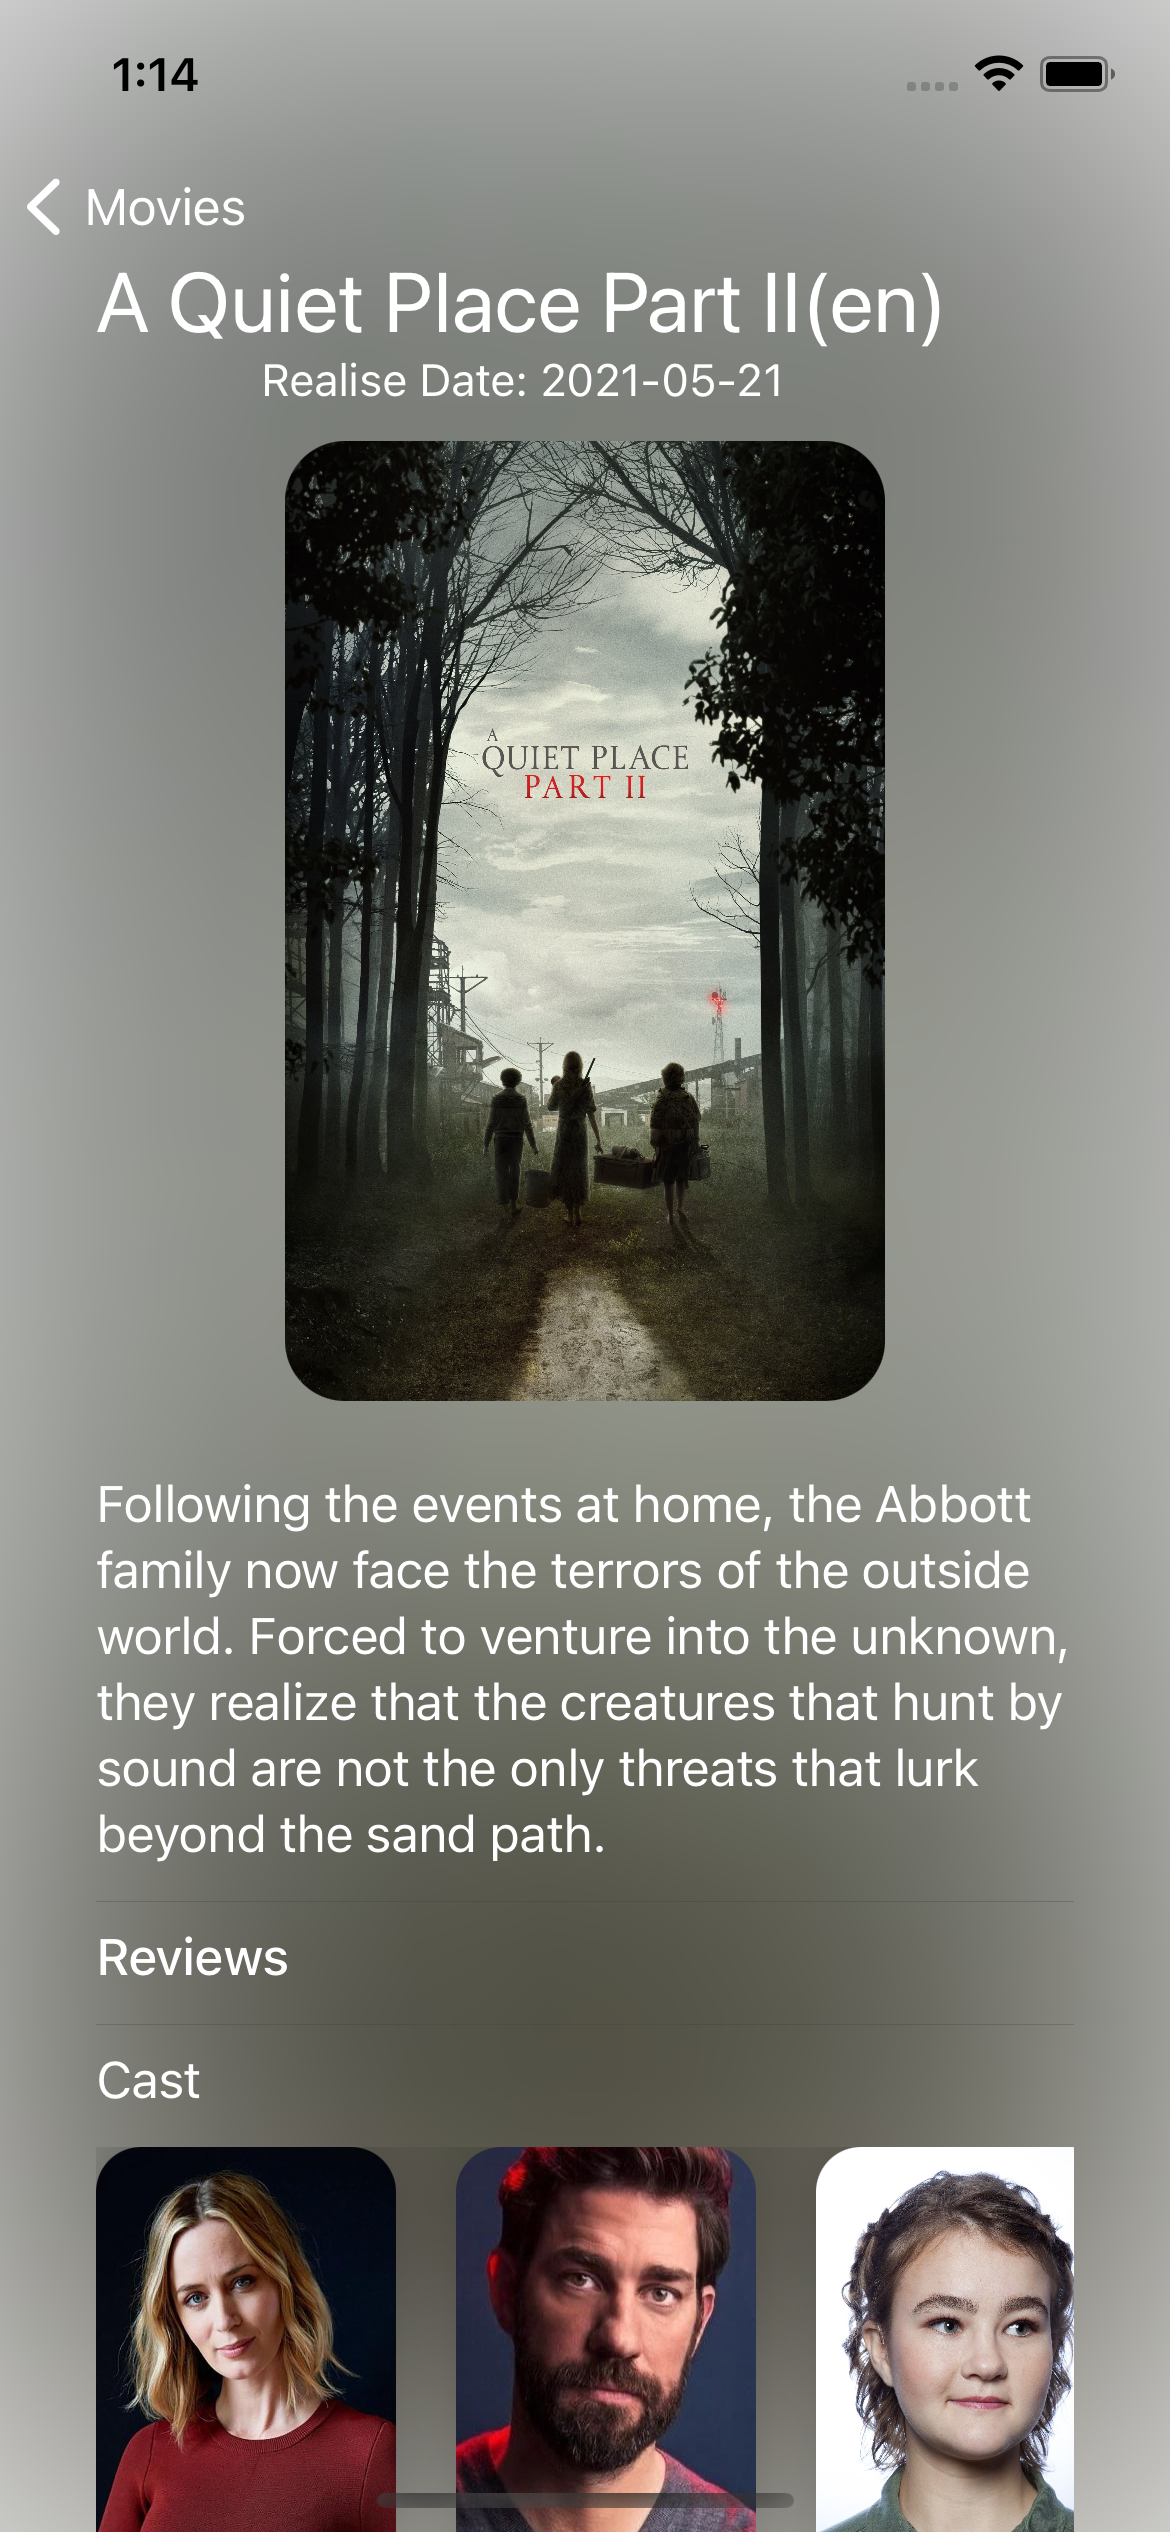 1:14
Movies
A Quiet Place Part II(en)
Realise Date: 2021-05-21
A
QUIET PLACE
PART II
Following the events at home, the Abbott
family now face the terrors of the outside
world. Forced to venture into the unknown,
they realize that the creatures that hunt by
sound are not the only threats that lurk
beyond the sand path.
Reviews
Cast